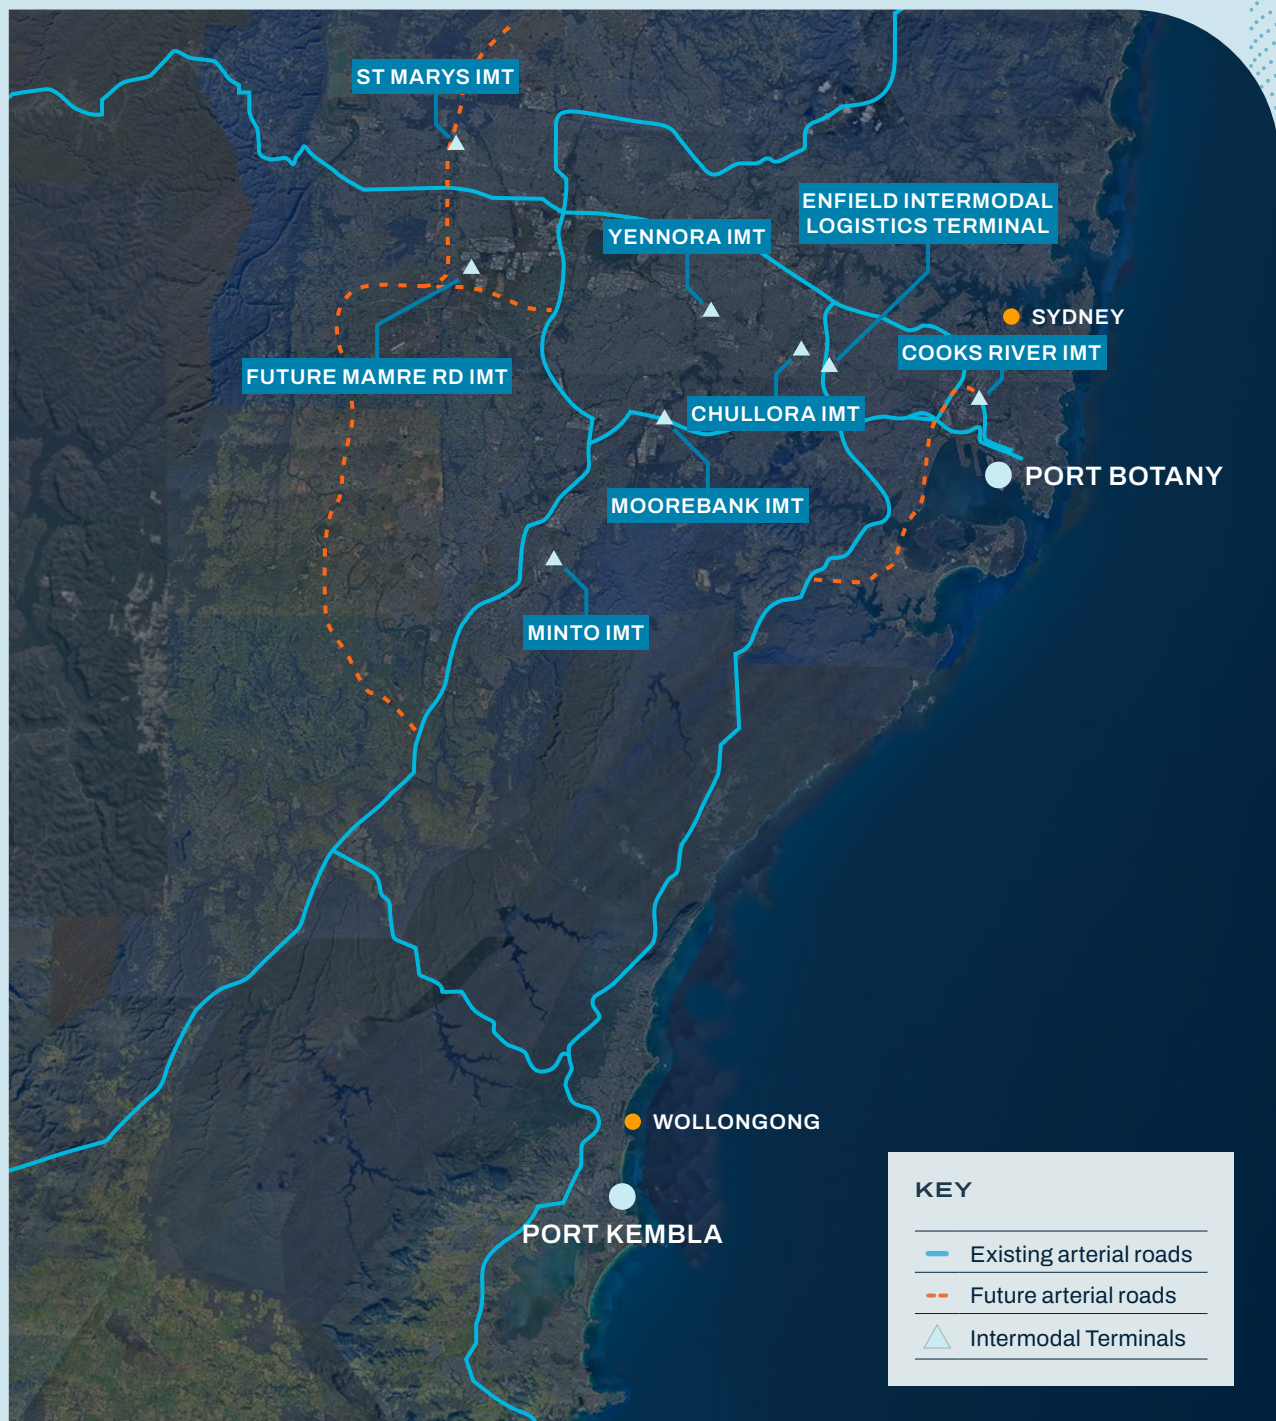 ST MARYS IMT
ENFIELD INTERMODAL
LOGISTICS TERMINAL
YENNORA IMT
SYDNEY
COOKS RIVER IMT
FUTURE MAMRE RD IMT
CHULLORA IMT
PORT BOTANY
MOOREBANK IMT
MINTO IMT
WOLLONGONG
PORT KEMBLA
KEY
Existing arterial roads
Future arterial roads
Intermodal Terminals